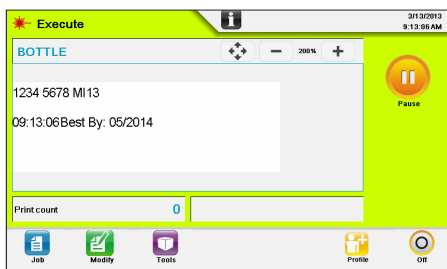 Execute
3/13/2013
9:13:06 AM
BOTTLE
200%
1234 5678 MI13
09:13:06Best By: 05/2014
Pause
Print count 0
Job
Modify
Tools
Profile
Off